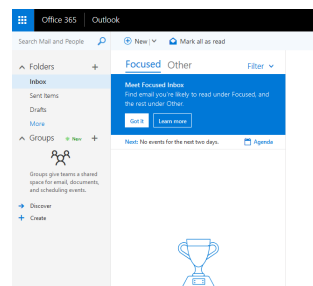 Office 365 Outlook
Search Mail and People
New Mark all as read
Folders
Inbox
Sent Items
Drafts
More
Groups New
Groups give teams a shared
space for email, documents,
and scheduling events.
Discover
Create
Focused Other Filter
Meet Focused Inbox
Find email you're likely to read under Focused, and
the rest under Other.
Got it Learn more
Next: No events for the next two days. Agenda